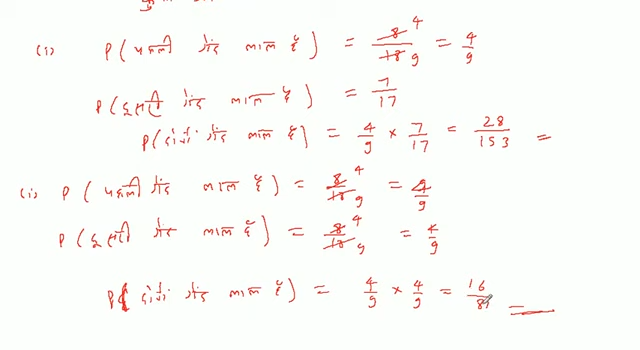 (i) P ( पहली गेंद लाल है ) = 8/18 = 4/9
P ( दूसरी गेंद लाल है ) = 7/17
P ( दोनों गेंद लाल है ) = 4/9 × 7/17 = 28/153 =
(i) P ( पहली गेंद लाल है ) = 8/18 = 4/9
P ( दूसरी गेंद लाल है ) = 8/18 = 4/9
P ( दोनों गेंद लाल है ) = 4/9 × 4/9 = 16/81